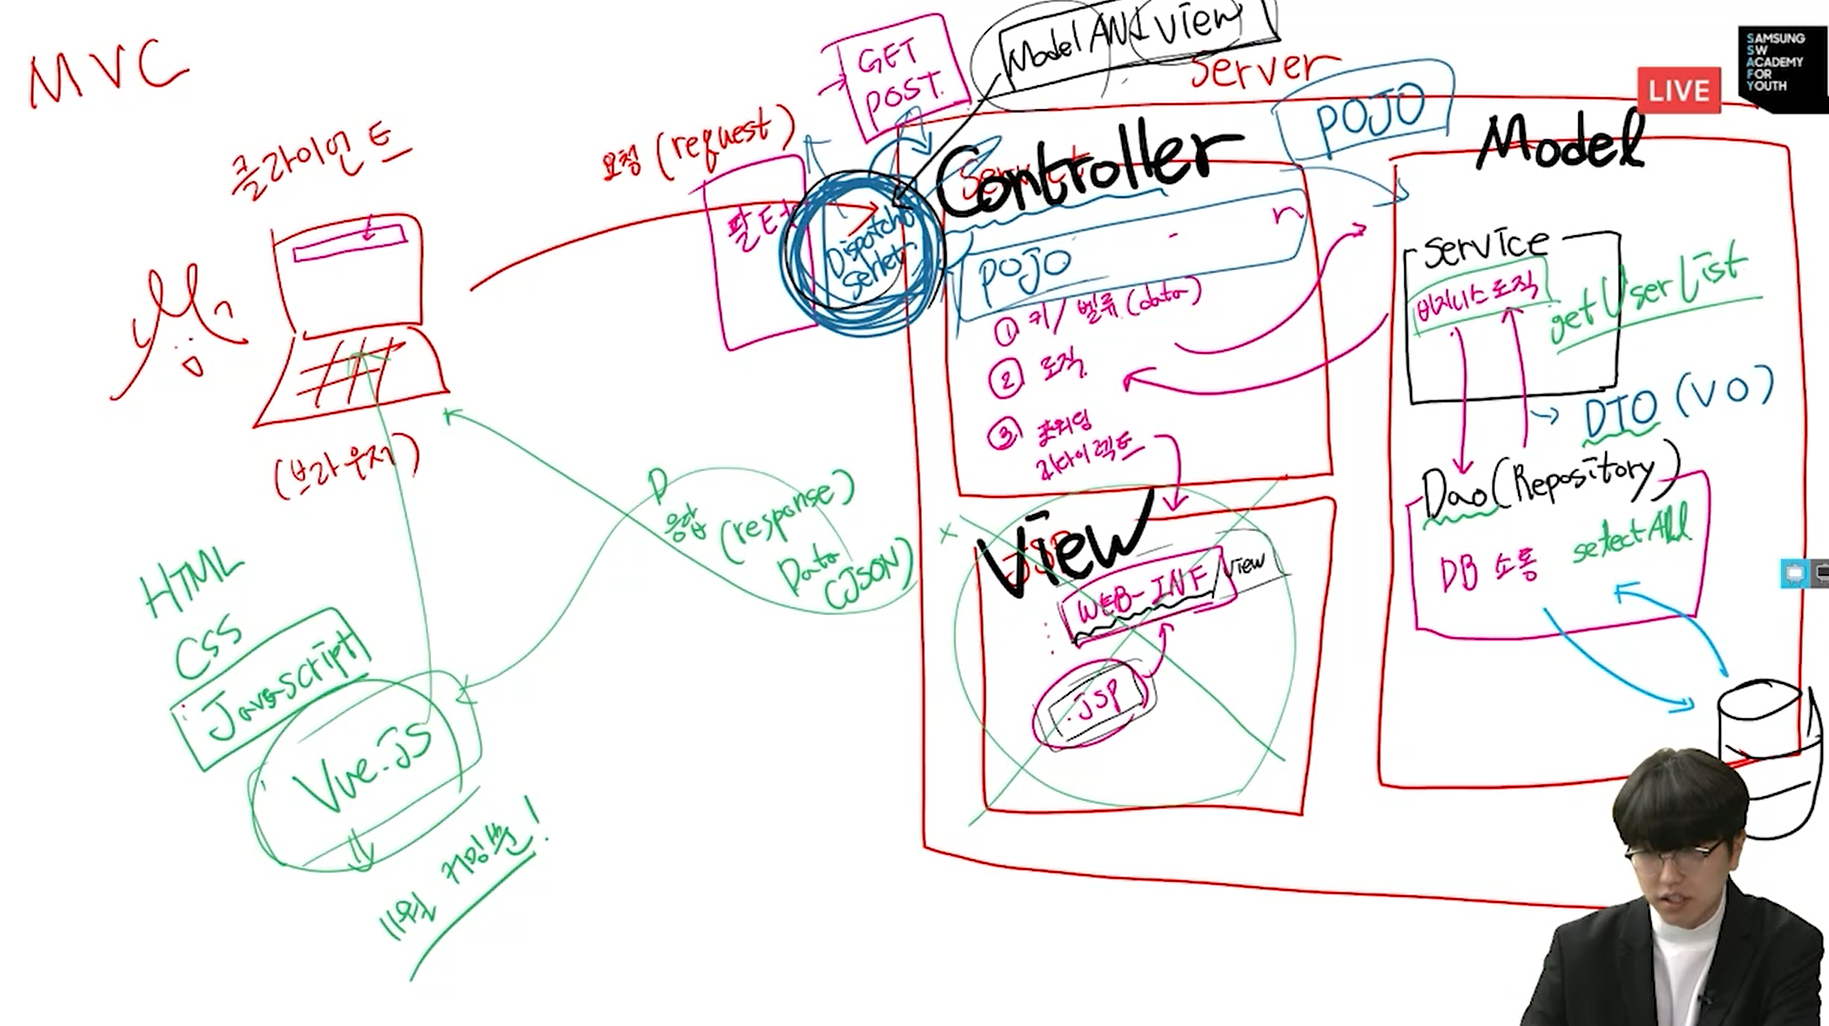 MVC
클라이언트
(브라우저)
요청 (request)
GET
POST
Model AND View
Server
POJO
LIVE
SAMSUNG
SW
ACADEMY
FOR
YOUTH
필터
Dispatcher
Servlet
Controller
POJO
n
① 키/ 벨류 (data)
② 로직
③ 포워딩
리다이렉트
Model
Service
비지니스로직
getUserList
DTO (VO)
Dao (Repository)
DB 소통
selectAll
View
WEB-INF/view
.jsp
응답 (response)
Data
(JSON)
HTML
CSS
Javascript
Vue.js
11월 커밍쑨!